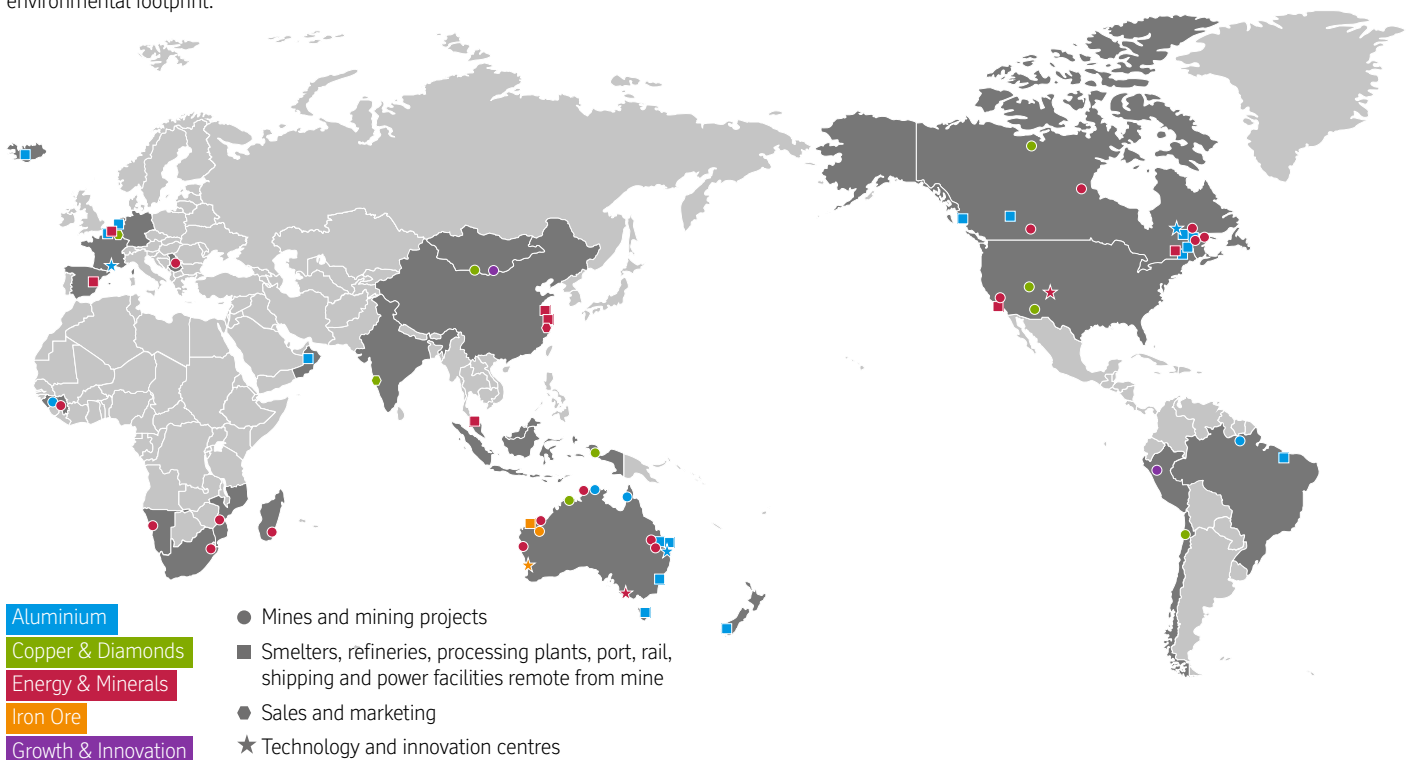 environmental footprint.
Aluminium
Copper & Diamonds
Energy & Minerals
Iron Ore
Growth & Innovation
Mines and mining projects
Smelters, refineries, processing plants, port, rail,
shipping and power facilities remote from mine
Sales and marketing
Technology and innovation centres